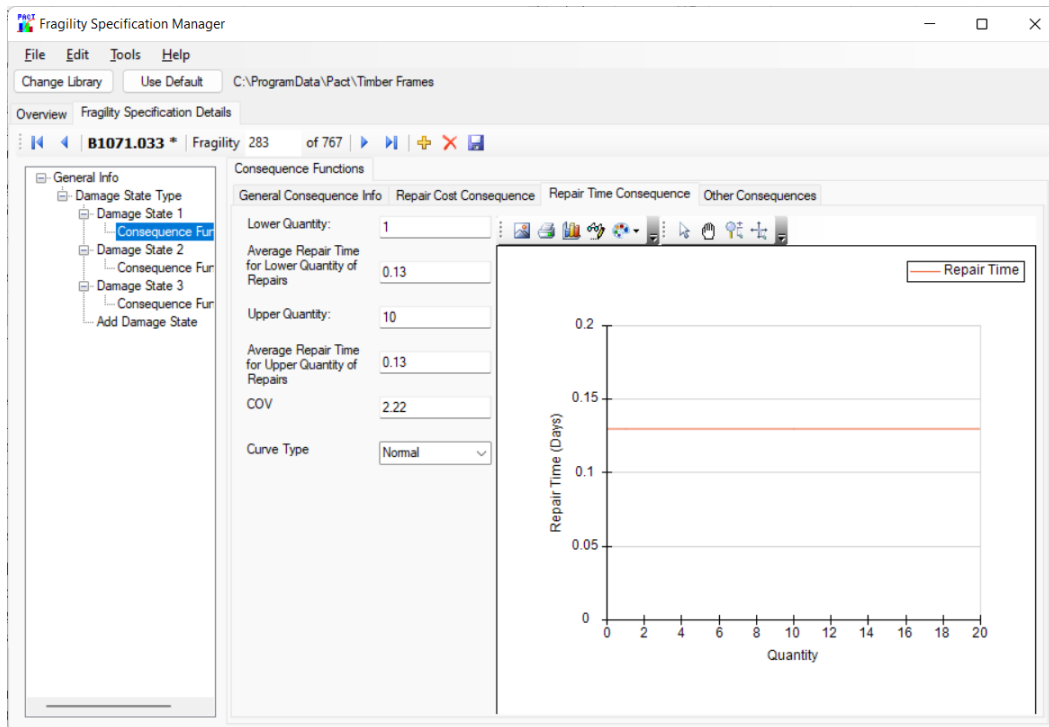 PACT Fragility Specification Manager
File Edit Tools Help
Change Library Use Default C:\ProgramData\Pact\Timber Frames
Overview Fragility Specification Details
B1071.033 * Fragility 283 of 767
General Info
Damage State Type
Damage State 1
Consequence Fur
Damage State 2
Consequence Fur
Damage State 3
Consequence Fur
Add Damage State
Consequence Functions
General Consequence Info Repair Cost Consequence Repair Time Consequence Other Consequences
Lower Quantity: 1
Average Repair Time
for Lower Quantity of
Repairs
0.13
Upper Quantity: 10
Average Repair Time
for Upper Quantity of
Repairs
0.13
COV 2.22
Curve Type Normal
Repair Time
0.2
0.15
0.1
0.05
0
Repair Time (Days)
0 2 4 6 8 10 12 14 16 18 20
Quantity